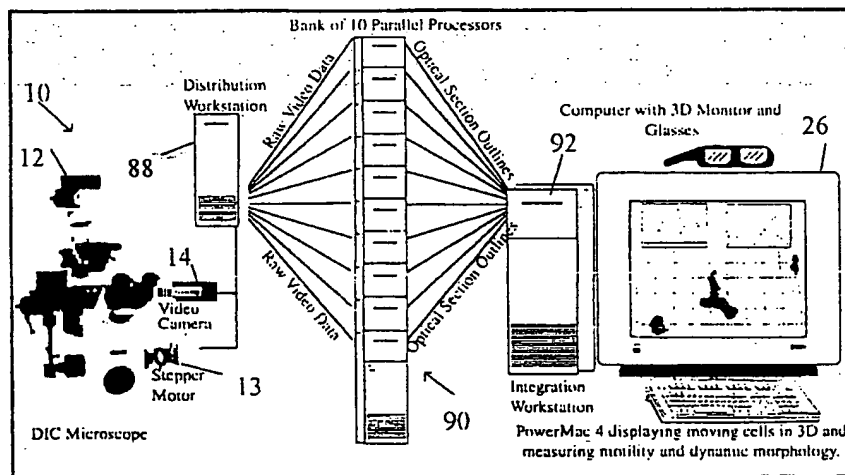 Bank of 10 Parallel Processors
Distribution
Workstation
Raw Video Data
Optical Section Outlines
Computer with 3D Monitor and
Glasses
10
12
88
92
26
14
Video
Camera
Raw Video Data
Optical Section Outlines
Stepper
Motor
13
90
Integration
Workstation
DIC Microscope
PowerMac 4 displaying moving cells in 3D and
measuring motility and dynamic morphology.